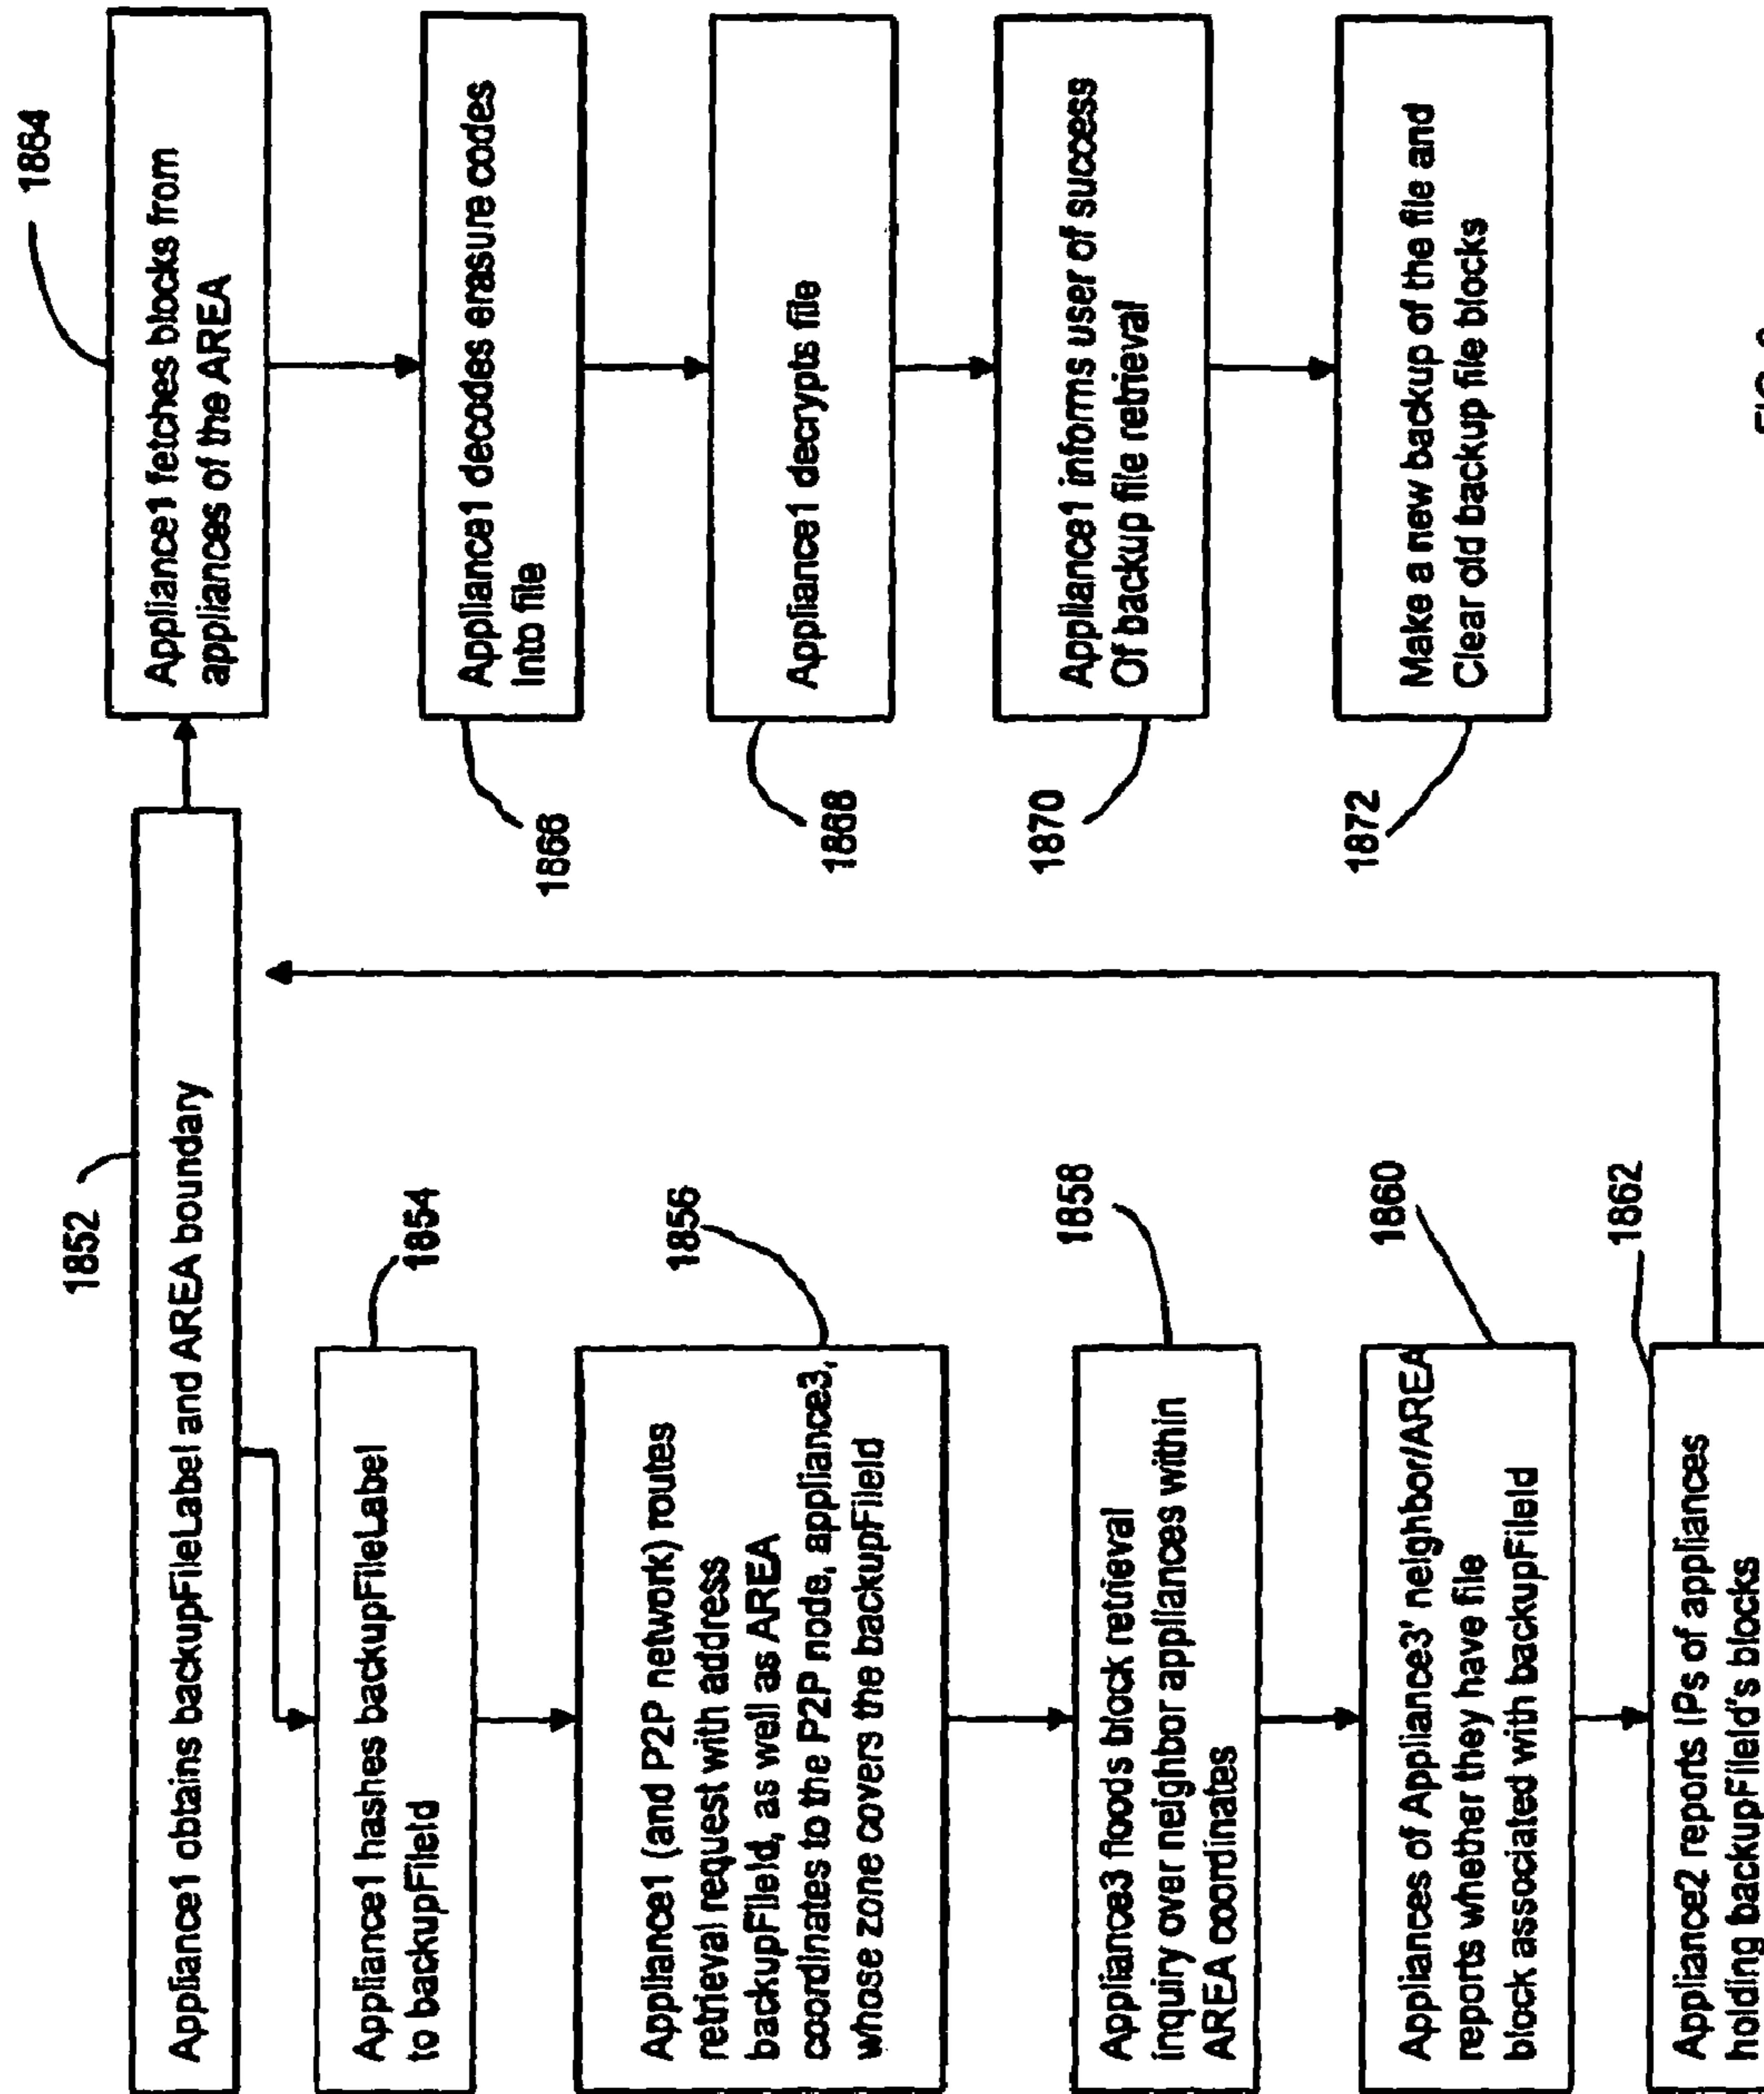 1852
Appliance1 obtains backupFileLabel and AREA boundary
1854
Appliance1 hashes backupFileLabel
to backupFileId
1856
Appliance1 (and P2P network) routes
retrieval request with address
backupFileId, as well as AREA
coordinates to the P2P node, appliance3,
whose zone covers the backupFileId
1858
Appliance3 floods block retrieval
inquiry over neighbor appliances within
AREA coordinates
1860
Appliances of Appliance3' neighbor/AREA
reports whether they have file
block associated with backupFileId
1862
Appliance2 reports IPs of appliances
holding backupFileId's blocks
1864
Appliance1 fetches blocks from
appliances of the AREA
1866
Appliance1 decodes erasure codes
Into file
1868
Appliance1 decrypts file
1870
Appliance1 informs user of success
Of backup file retrieval
1872
Make a new backup of the file and
Clear old backup file blocks
FIG.